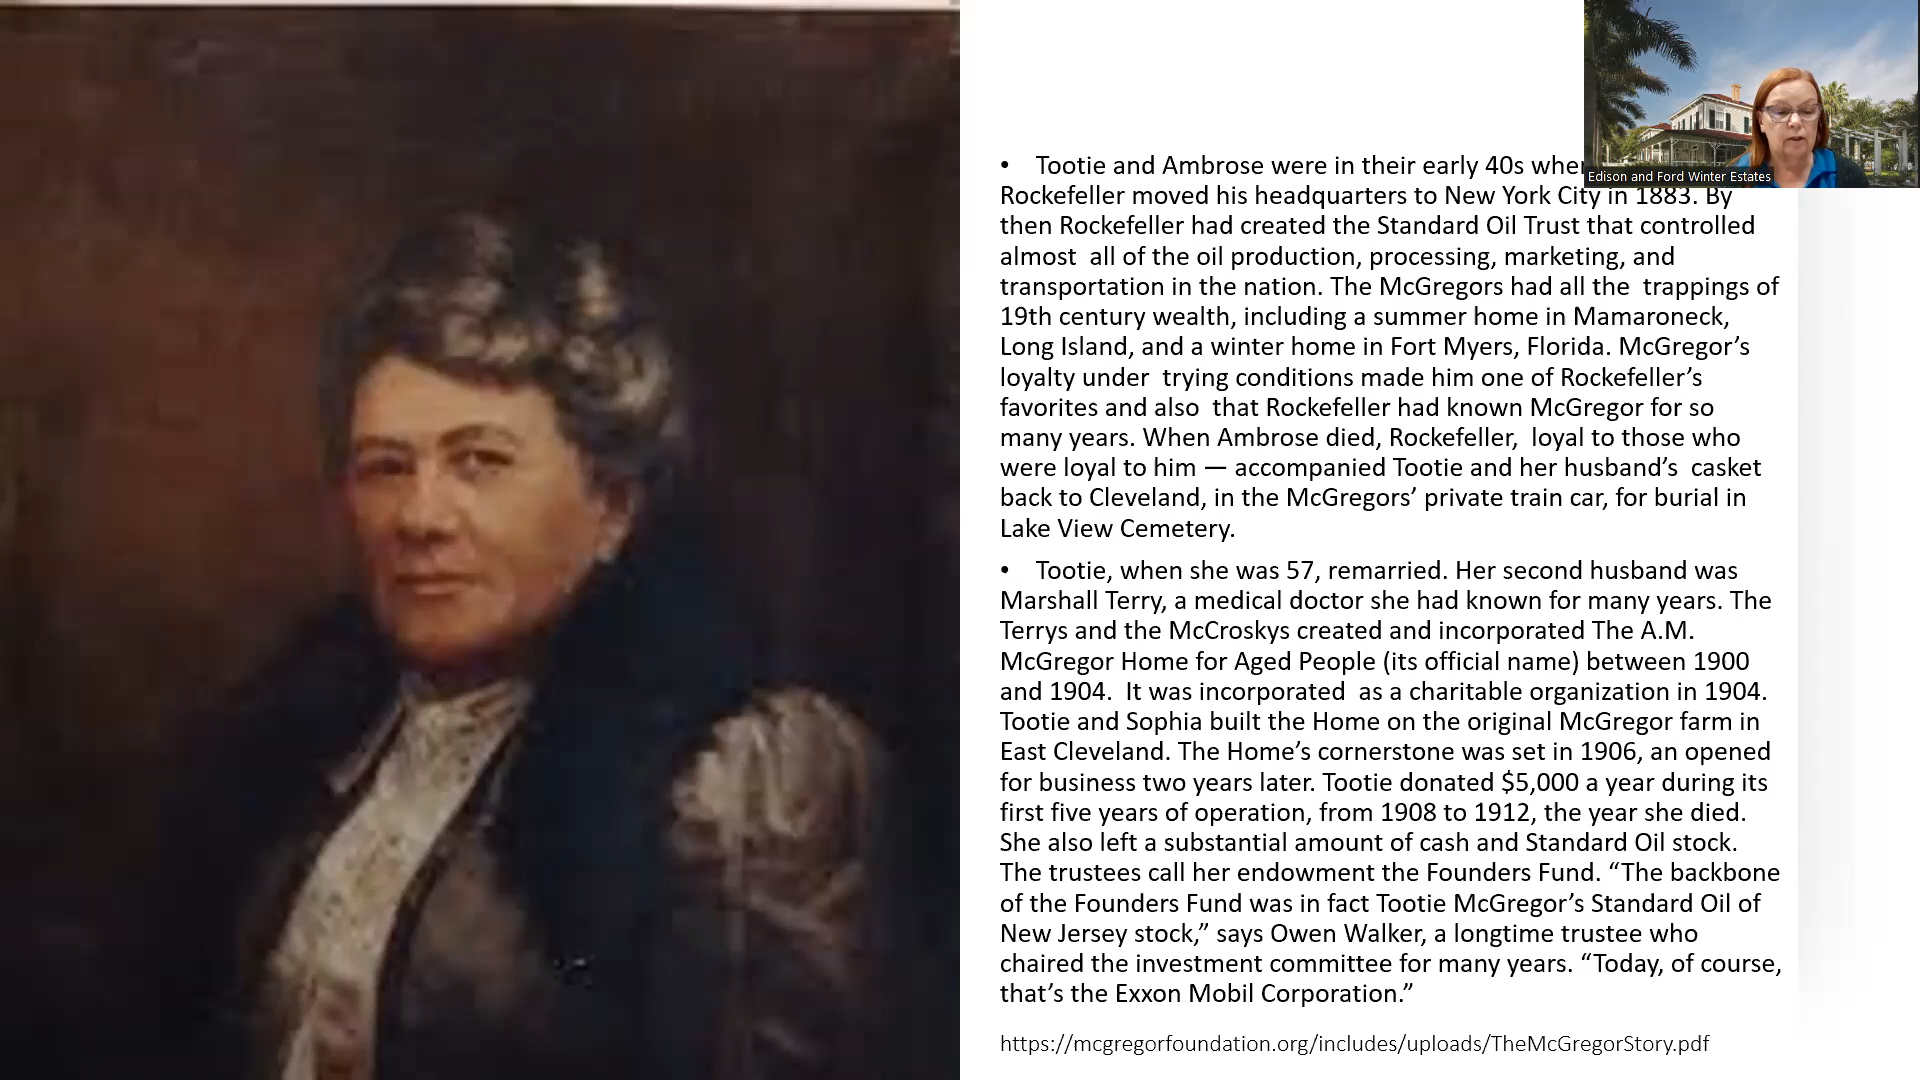 • Tootie and Ambrose were in their early 40s when
Rockefeller moved his headquarters to New York City in 1883. By
then Rockefeller had created the Standard Oil Trust that controlled
almost  all of the oil production, processing, marketing, and
transportation in the nation. The McGregors had all the  trappings of
19th century wealth, including a summer home in Mamaroneck,
Long Island, and a winter home in Fort Myers, Florida. McGregor’s
loyalty under  trying conditions made him one of Rockefeller’s
favorites and also  that Rockefeller had known McGregor for so
many years. When Ambrose died, Rockefeller,  loyal to those who
were loyal to him — accompanied Tootie and her husband’s  casket
back to Cleveland, in the McGregors’ private train car, for burial in
Lake View Cemetery.
• Tootie, when she was 57, remarried. Her second husband was
Marshall Terry, a medical doctor she had known for many years. The
Terrys and the McCroskys created and incorporated The A.M.
McGregor Home for Aged People (its official name) between 1900
and 1904.  It was incorporated  as a charitable organization in 1904.
Tootie and Sophia built the Home on the original McGregor farm in
East Cleveland. The Home’s cornerstone was set in 1906, an opened
for business two years later. Tootie donated $5,000 a year during its
first five years of operation, from 1908 to 1912, the year she died.
She also left a substantial amount of cash and Standard Oil stock.
The trustees call her endowment the Founders Fund. “The backbone
of the Founders Fund was in fact Tootie McGregor’s Standard Oil of
New Jersey stock,” says Owen Walker, a longtime trustee who
chaired the investment committee for many years. “Today, of course,
that’s the Exxon Mobil Corporation.”
https://mcgregorfoundation.org/includes/uploads/TheMcGregorStory.pdf
Edison and Ford Winter Estates